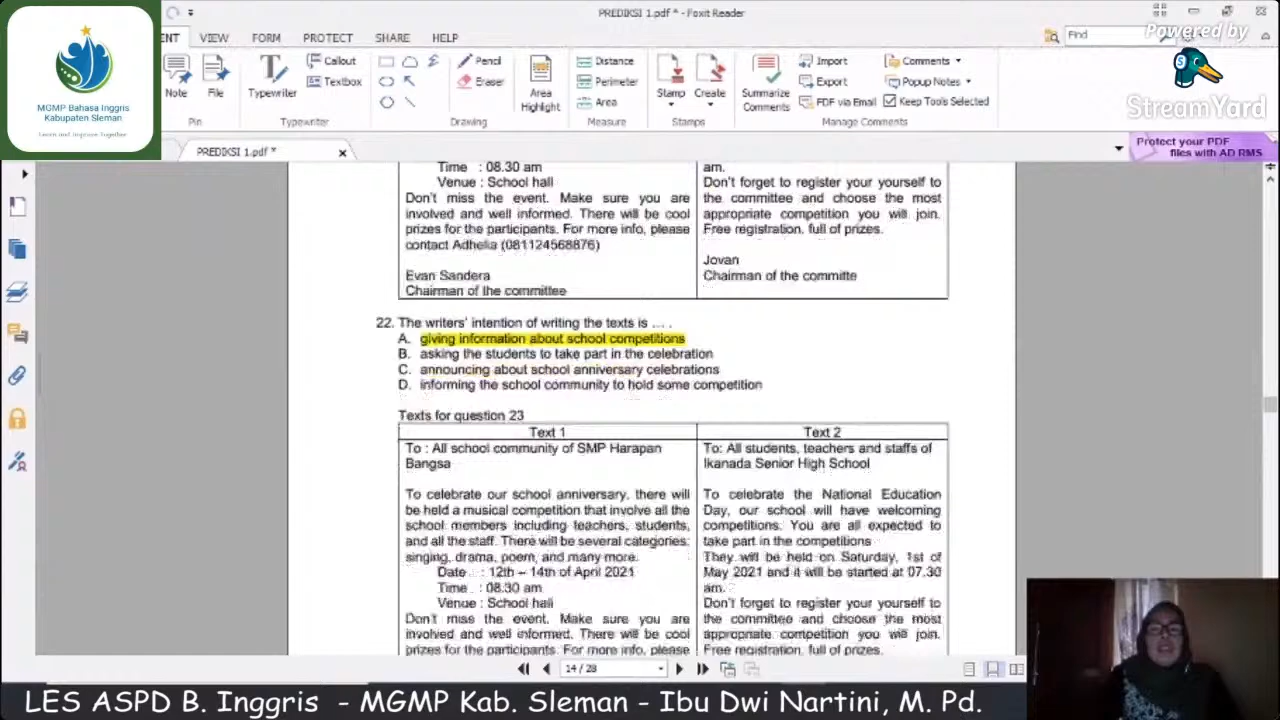 PREDIKSI 1.pdf * - Foxit Reader
Powered by
StreamYard
MGMP Bahasa Inggris
Kabupaten Sleman
Learn and Improve Together
ENT VIEW FORM PROTECT SHARE HELP
Find
Note File
Pin
Typewriter
Callout
Textbox
Typewriter
Pencil
Eraser
Drawing
Area
Highlight
Distance
Perimeter
Area
Measure
Stamp Create
Stamps
Summarize
Comments
Import
Export
FDF via Email
Comments
Popup Notes
Keep Tools Selected
Manage Comments
PREDIKSI 1.pdf *
Protect your PDF
files with AD RMS
Time : 08.30 am
Venue : School hall
Don't miss the event. Make sure you are
involved and well informed. There will be cool
prizes for the participants. For more info, please
contact Adhelia (081124568876)
Evan Sandera
Chairman of the committee
am.
Don't forget to register your yourself to
the committee and choose the most
appropriate competition you will join.
Free registration, full of prizes.
Jovan
Chairman of the committe
22. The writers' intention of writing the texts is ... .
A. giving information about school competitions
B. asking the students to take part in the celebration
C. announcing about school anniversary celebrations
D. informing the school community to hold some competition
Texts for question 23
Text 1
To : All school community of SMP Harapan
Bangsa
To celebrate our school anniversary, there will
be held a musical competition that involve all the
school members including teachers, students,
and all the staff. There will be several categories:
singing, drama, poem, and many more.
Date : 12th – 14th of April 2021
Time : 08.30 am
Venue : School hall
Don't miss the event. Make sure you are
involved and well informed. There will be cool
prizes for the participants. For more info, please
Text 2
To: All students, teachers and staffs of
Ikanada Senior High School
To celebrate the National Education
Day, our school will have welcoming
competitions. You are all expected to
take part in the competitions
They will be held on Saturday, 1st of
May 2021 and it will be started at 07.30
am.
Don't forget to register your yourself to
the committee and choose the most
appropriate competition you will join.
Free registration, full of prizes.
14 / 28
LES ASPD B. Inggris - MGMP Kab. Sleman - Ibu Dwi Nartini, M. Pd.